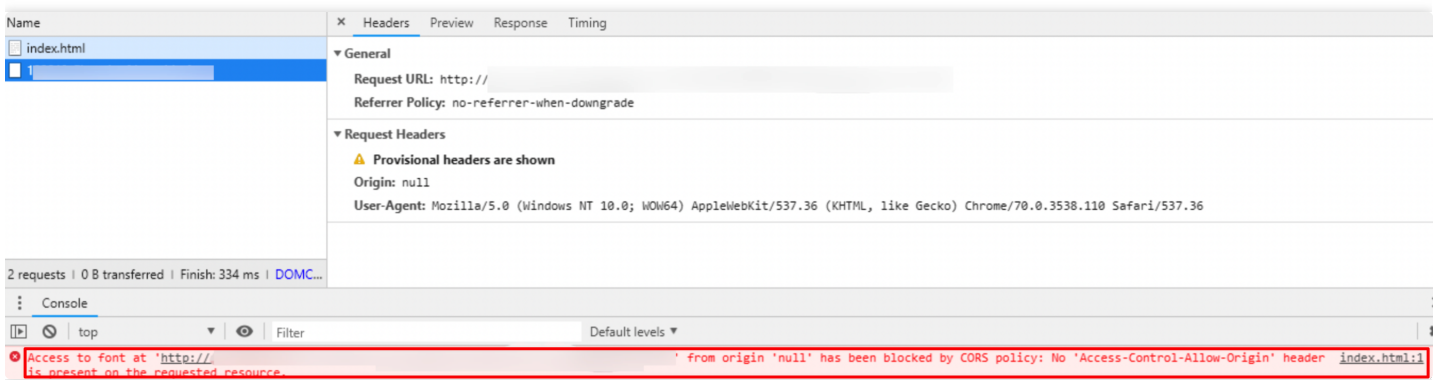 Name
× Headers Preview Response Timing
index.html
1
▼ General
Request URL: http://
Referrer Policy: no-referrer-when-downgrade
▼ Request Headers
Provisional headers are shown
Origin: null
User-Agent: Mozilla/5.0 (Windows NT 10.0; WOW64) AppleWebKit/537.36 (KHTML, like Gecko) Chrome/70.0.3538.110 Safari/537.36
2 requests | 0 B transferred | Finish: 334 ms | DOMC...
Console
top ▼ Filter Default levels ▼
Access to font at 'http:// ' from origin 'null' has been blocked by CORS policy: No 'Access-Control-Allow-Origin' header index.html:1
is present on the requested resource.